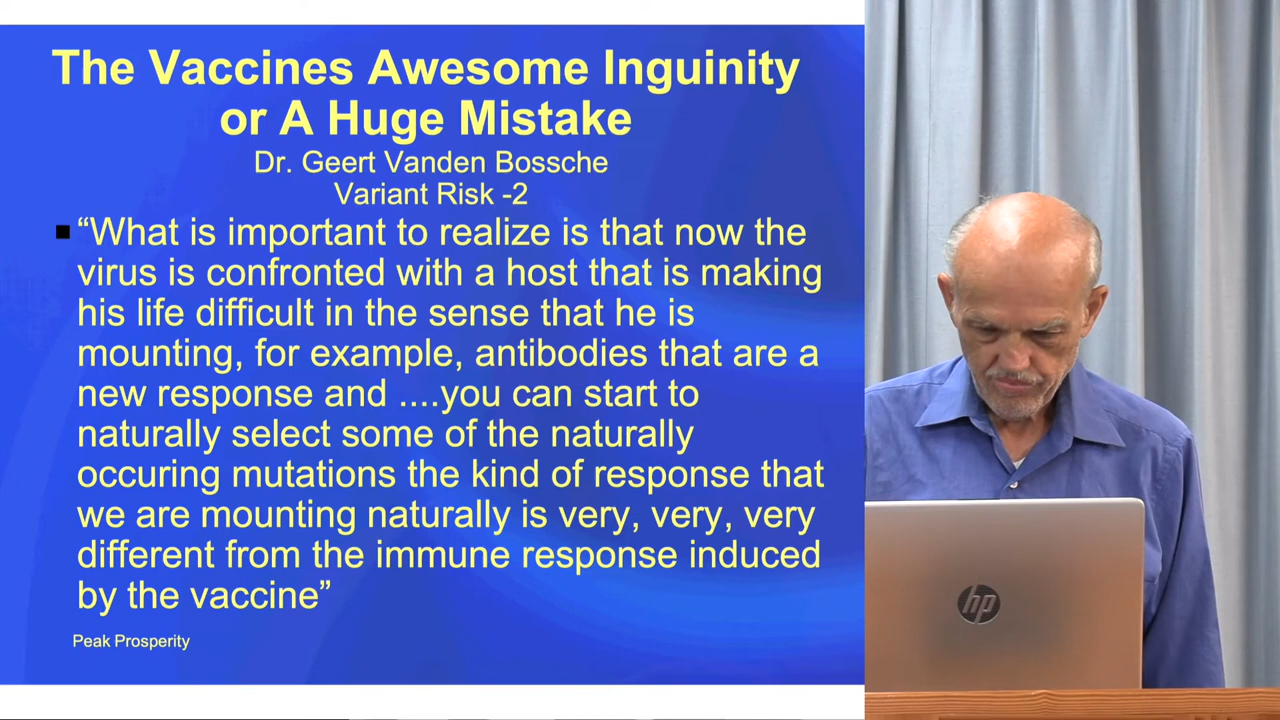 The Vaccines Awesome Inguinity
or A Huge Mistake
Dr. Geert Vanden Bossche
Variant Risk -2
“What is important to realize is that now the
virus is confronted with a host that is making
his life difficult in the sense that he is
mounting, for example, antibodies that are a
new response and ....you can start to
naturally select some of the naturally
occuring mutations the kind of response that
we are mounting naturally is very, very, very
different from the immune response induced
by the vaccine”
Peak Prosperity
hp